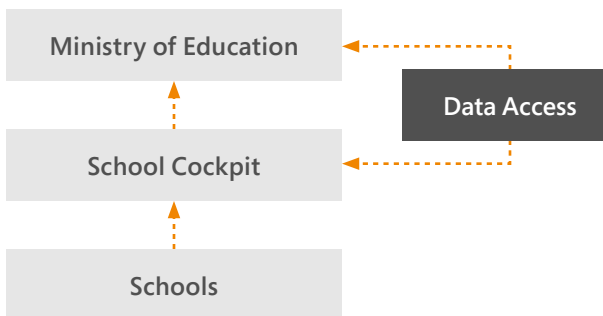 Ministry of Education
Data Access
School Cockpit
Schools